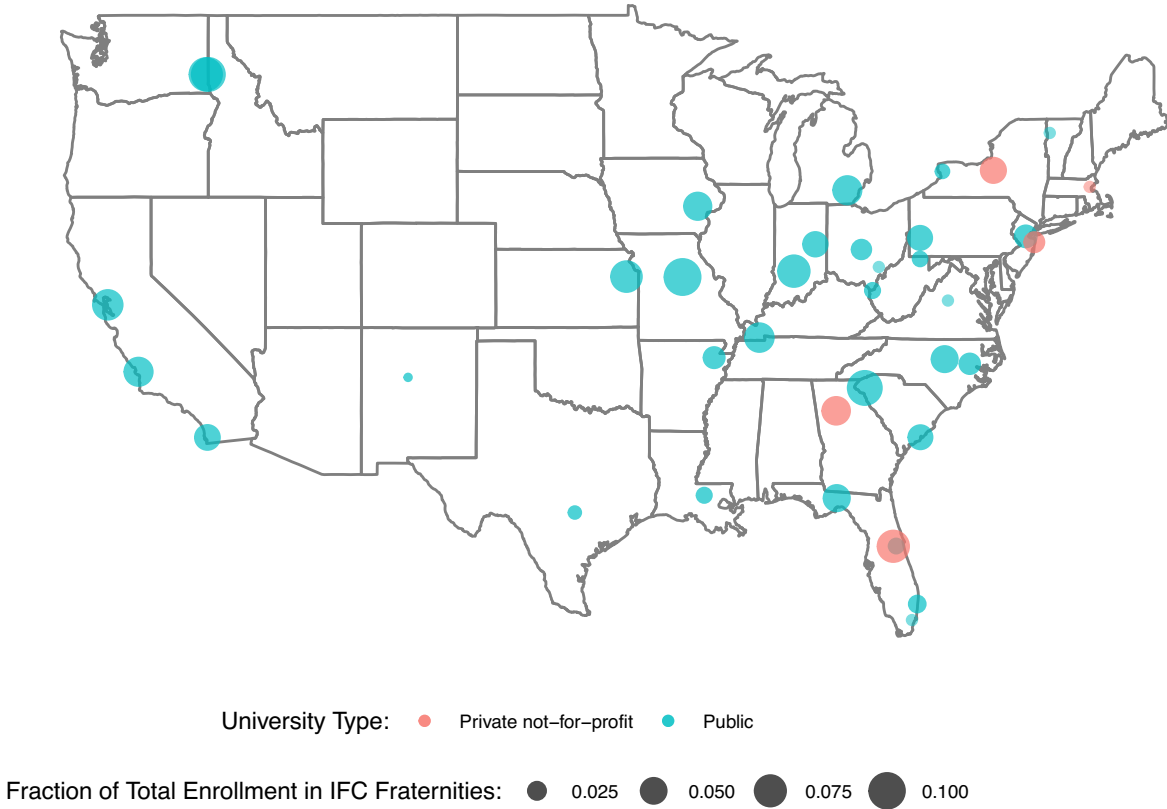 University Type: Private not−for−profit Public
Fraction of Total Enrollment in IFC Fraternities: 0.025 0.050 0.075 0.100